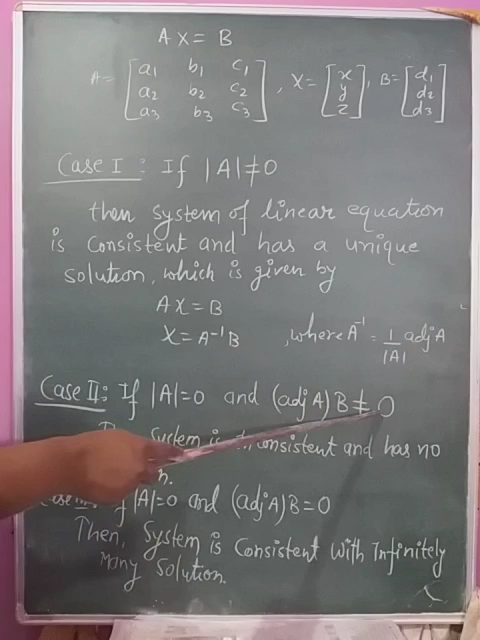 AX = B
A = [ a1 b1 c1 a2 b2 c2 a3 b3 c3 ], X = [ x y z ], B = [ d1 d2 d3 ]
Case I : If |A| ≠ 0
then system of linear equation
is consistent and has a unique
solution, which is given by
AX = B
X = A⁻¹B , where A⁻¹ = 1/|A| adj A
Case II: If |A|=0 and (adj A) B ≠ 0
System is inconsistent and has no
|A|=0 and (adj A)B=0
Then, System is Consistent with Infinitely
Many Solution.